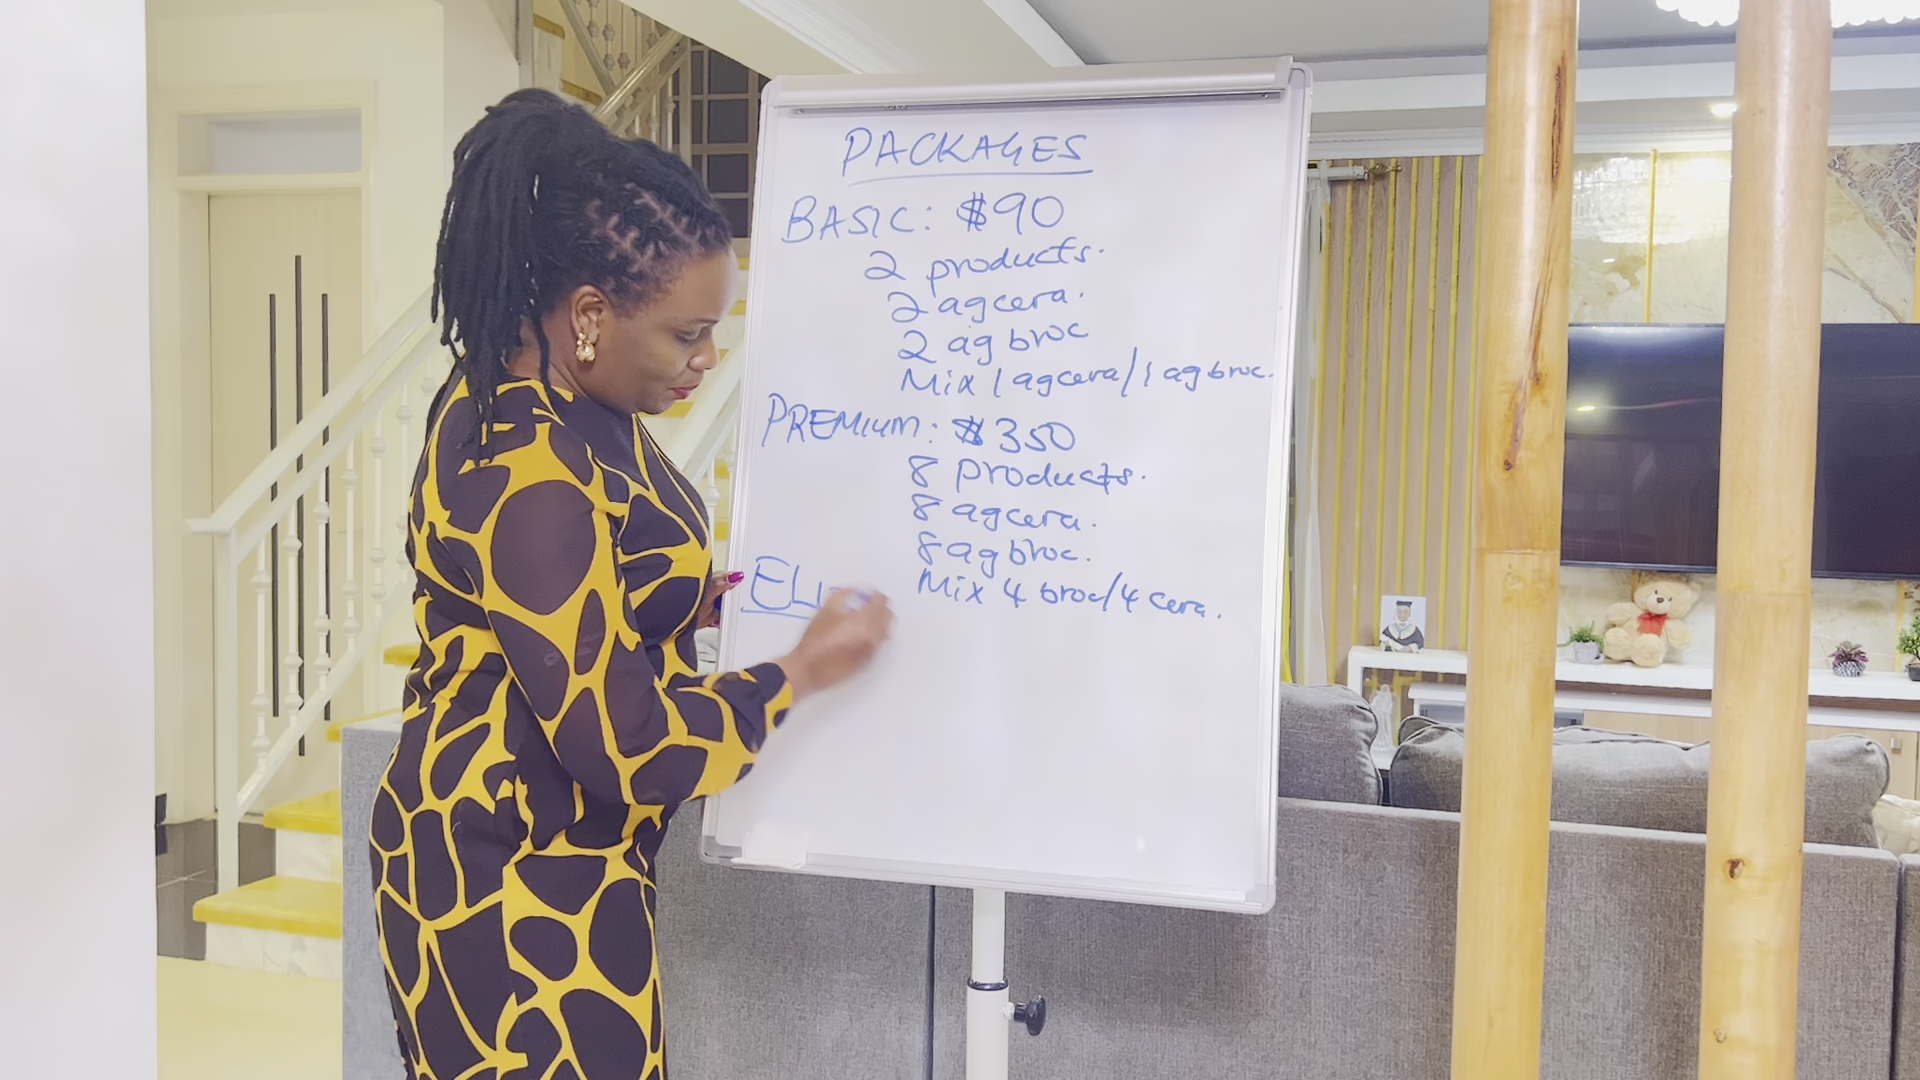 PACKAGES
BASIC: $90
2 products.
2 agcera.
2 ag broc
Mix 1 agcera/1 ag broc.
PREMIUM: $350
8 products.
8 agcera.
8 ag broc.
Mix 4 broc/4 cera.